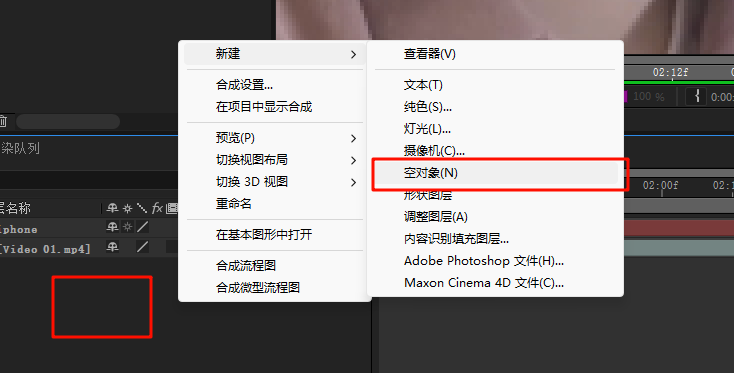 新建
查看器(V)
02:12f
合成设置...
文本(T)
100 %
0:00
在项目中显示合成
纯色(S)...
预览(P)
灯光(L)...
染队列
切换视图布局
摄像机(C)...
切换 3D 视图
空对象(N)
02:00f
重命名
形状图层
层名称
fx
iphone
在基本图形中打开
调整图层(A)
[Video 01.mp4]
内容识别填充图层...
合成流程图
Adobe Photoshop 文件(H)...
合成微型流程图
Maxon Cinema 4D 文件(C)...